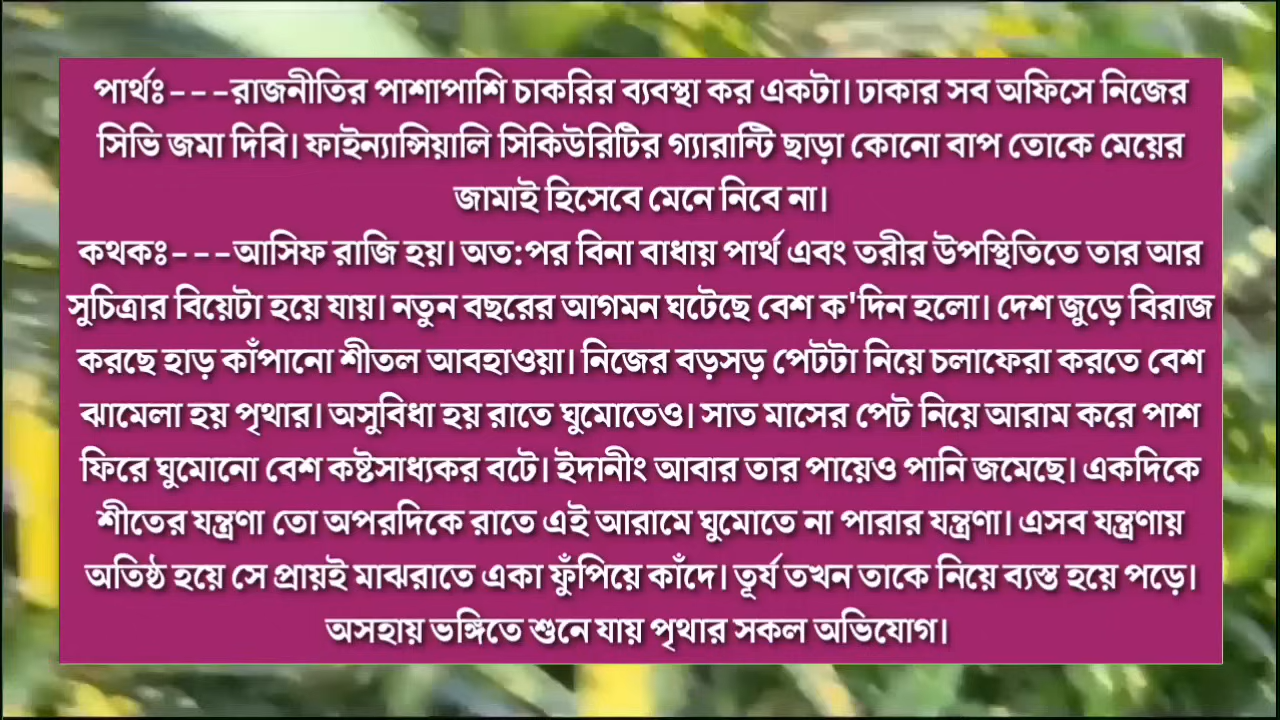 পার্থঃ---রাজনীতির পাশাপাশি চাকরির ব্যবস্থা কর একটা। ঢাকার সব অফিসে নিজের
সিভি জমা দিবি। ফাইন্যান্সিয়ালি সিকিউরিটির গ্যারান্টি ছাড়া কোনো বাপ তোকে মেয়ের
জামাই হিসেবে মেনে নিবে না।
কথকঃ---আসিফ রাজি হয়। অত:পর বিনা বাধায় পার্থ এবং তরীর উপস্থিতিতে তার আর
সুচিত্রার বিয়েটা হয়ে যায়। নতুন বছরের আগমন ঘটেছে বেশ ক'দিন হলো। দেশ জুড়ে বিরাজ
করছে হাড় কাঁপানো শীতল আবহাওয়া। নিজের বড়সড় পেটটা নিয়ে চলাফেরা করতে বেশ
ঝামেলা হয় পৃথার। অসুবিধা হয় রাতে ঘুমোতেও। সাত মাসের পেট নিয়ে আরাম করে পাশ
ফিরে ঘুমোনো বেশ কষ্টসাধ্যকর বটে। ইদানীং আবার তার পায়েও পানি জমেছে। একদিকে
শীতের যন্ত্রণা তো অপরদিকে রাতে এই আরামে ঘুমোতে না পারার যন্ত্রণা। এসব যন্ত্রণায়
অতিষ্ঠ হয়ে সে প্রায়ই মাঝরাতে একা ফুঁপিয়ে কাঁদে। তূর্য তখন তাকে নিয়ে ব্যস্ত হয়ে পড়ে।
অসহায় ভঙ্গিতে শুনে যায় পৃথার সকল অভিযোগ।